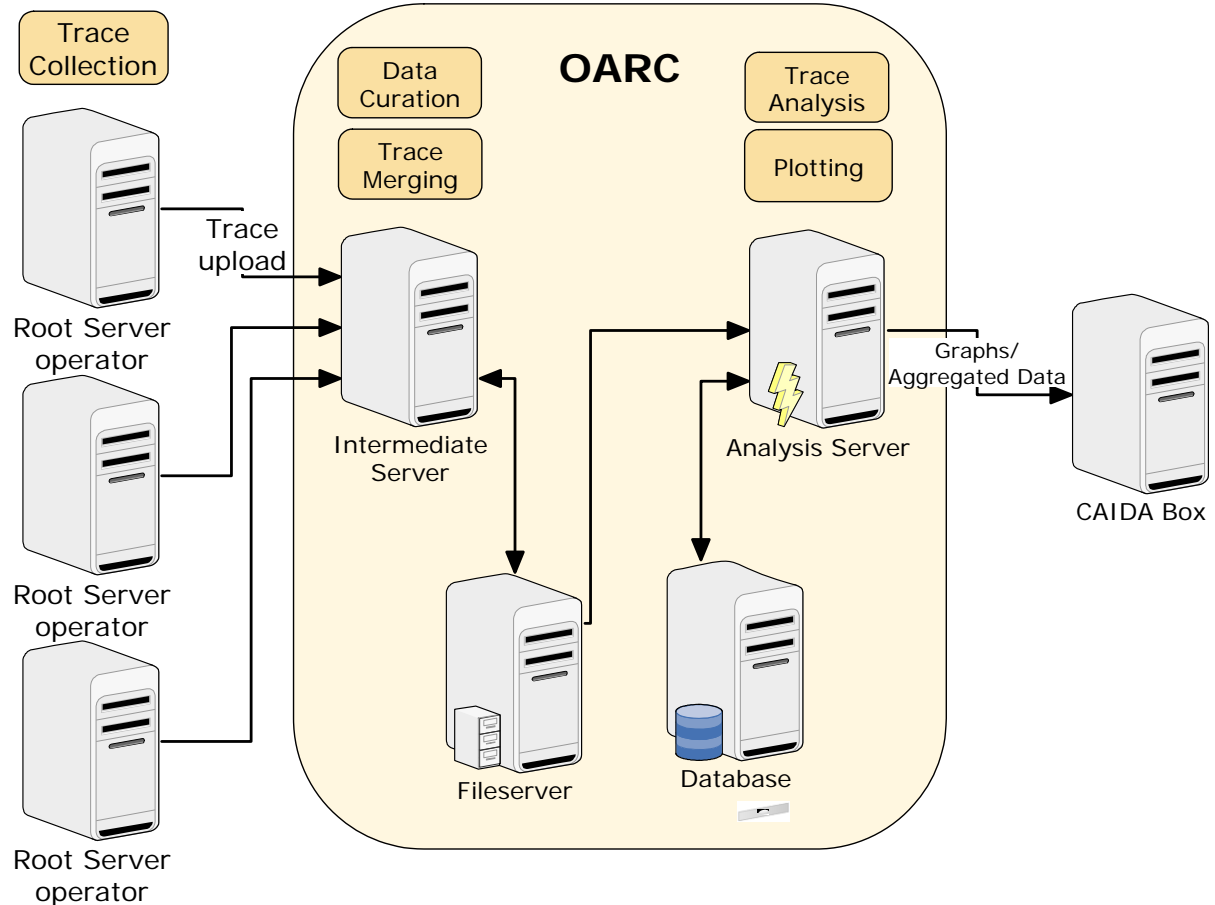 Trace
Collection
Root Server
operator
Root Server
operator
Root Server
operator
Trace
upload
OARC
Data
Curation
Trace
Merging
Trace
Analysis
Plotting
Intermediate
Server
Analysis Server
Fileserver
Database
Graphs/
Aggregated Data
CAIDA Box